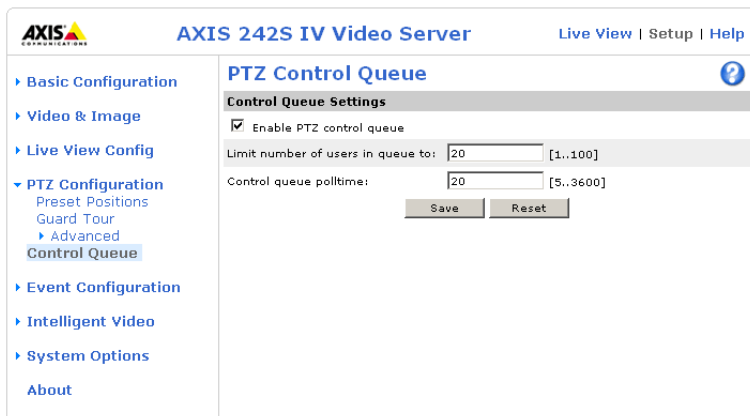 AXIS
COMMUNICATIONS
AXIS 242S IV Video Server
Live View | Setup | Help
Basic Configuration
Video & Image
Live View Config
PTZ Configuration
Preset Positions
Guard Tour
Advanced
Control Queue
Event Configuration
Intelligent Video
System Options
About
PTZ Control Queue
?
Control Queue Settings
Enable PTZ control queue
Limit number of users in queue to: 20 [1..100]
Control queue polltime: 20 [5..3600]
Save Reset